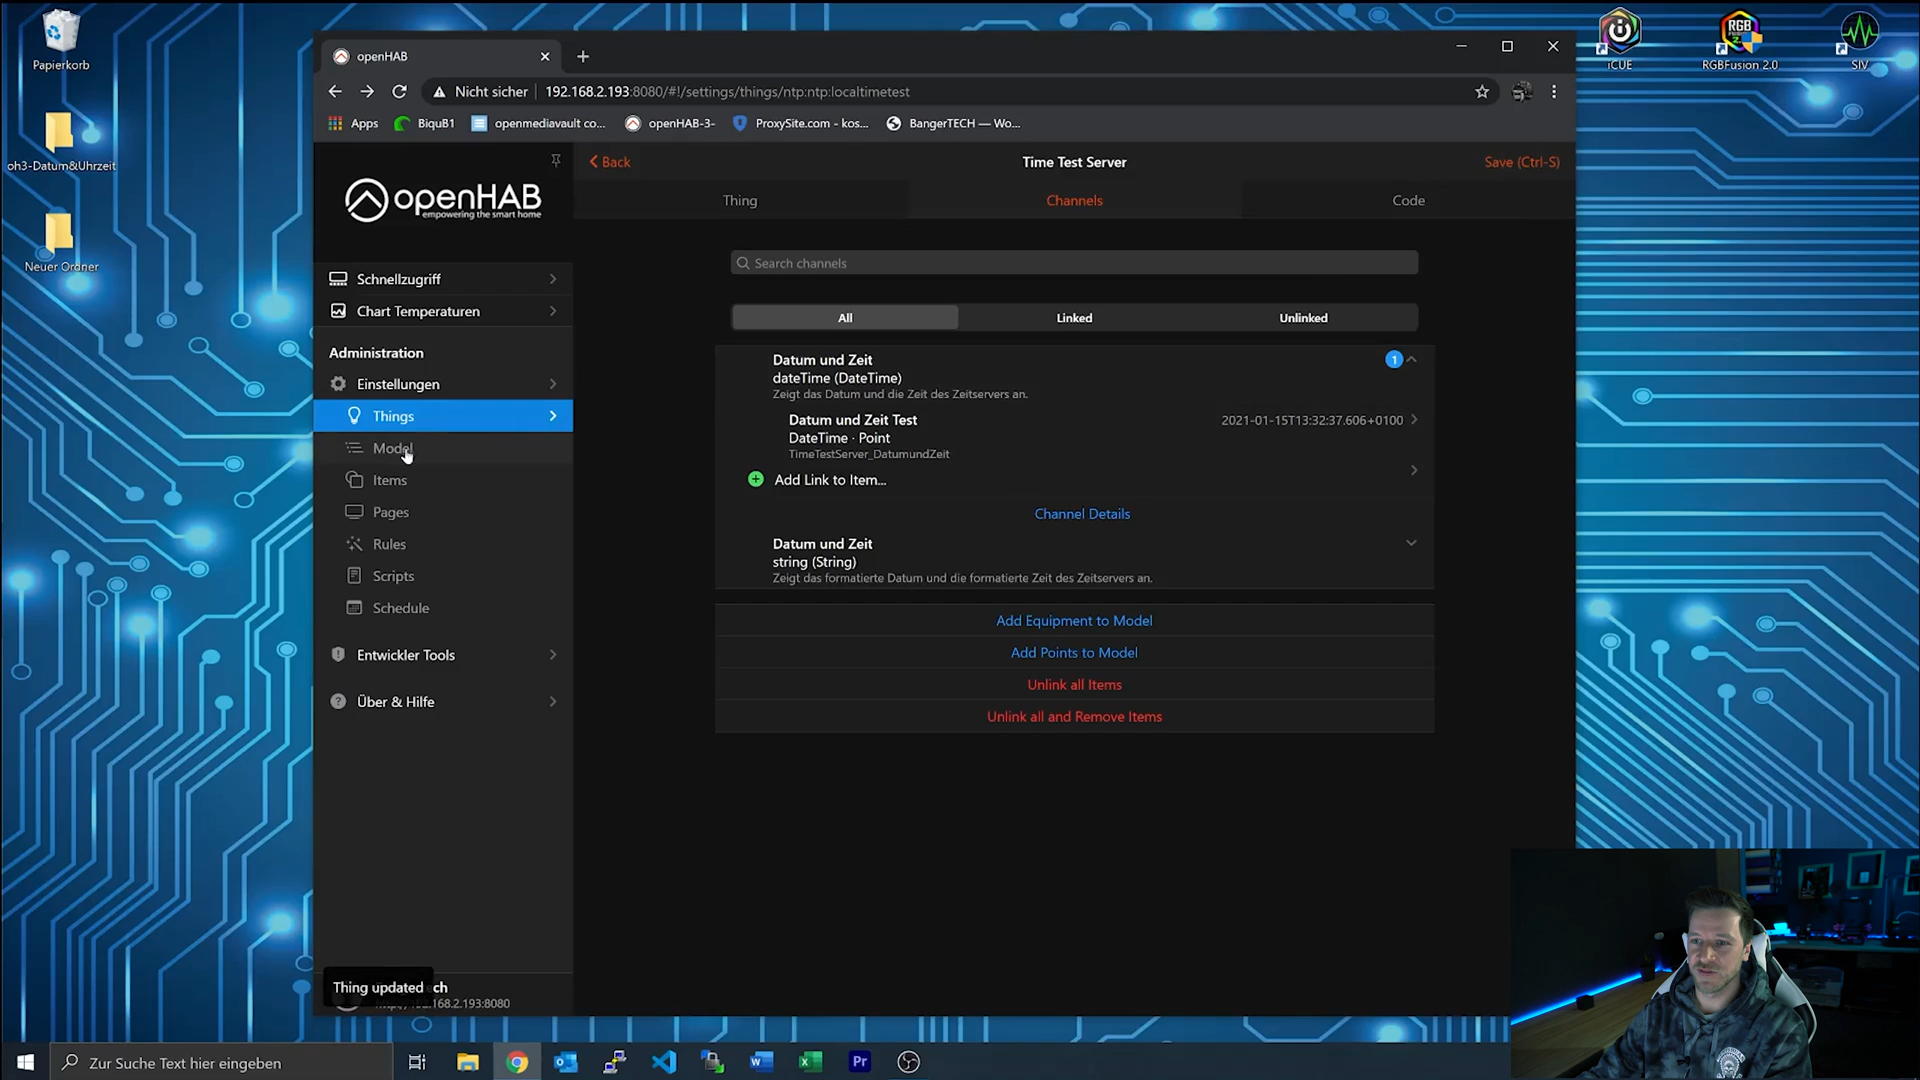 Papierkorb
oh3-Datum&Uhrzeit
Neuer Ordner
iCUE
RGB
RGBFusion 2.0
SIV
openHAB
Nicht sicher
192.168.2.193:8080/#!/settings/things/ntp:ntp:localtimetest
Apps
BiquB1
openmediavault co...
openHAB-3-
ProxySite.com - kos...
BangerTECH — Wo...
openHAB
empowering the smart home
Schnellzugriff
Chart Temperaturen
Administration
Einstellungen
Things
Model
Items
Pages
Rules
Scripts
Schedule
Entwickler Tools
Über & Hilfe
Thing updated
ch
.168.2.193:8080
Back
Time Test Server
Save (Ctrl-S)
Thing
Channels
Code
Search channels
All
Linked
Unlinked
Datum und Zeit
1
dateTime (DateTime)
Zeigt das Datum und die Zeit des Zeitservers an.
Datum und Zeit Test
2021-01-15T13:32:37.606+0100
DateTime · Point
TimeTestServer_DatumundZeit
Add Link to Item...
Channel Details
Datum und Zeit
string (String)
Zeigt das formatierte Datum und die formatierte Zeit des Zeitservers an.
Add Equipment to Model
Add Points to Model
Unlink all Items
Unlink all and Remove Items
Zur Suche Text hier eingeben
Pr